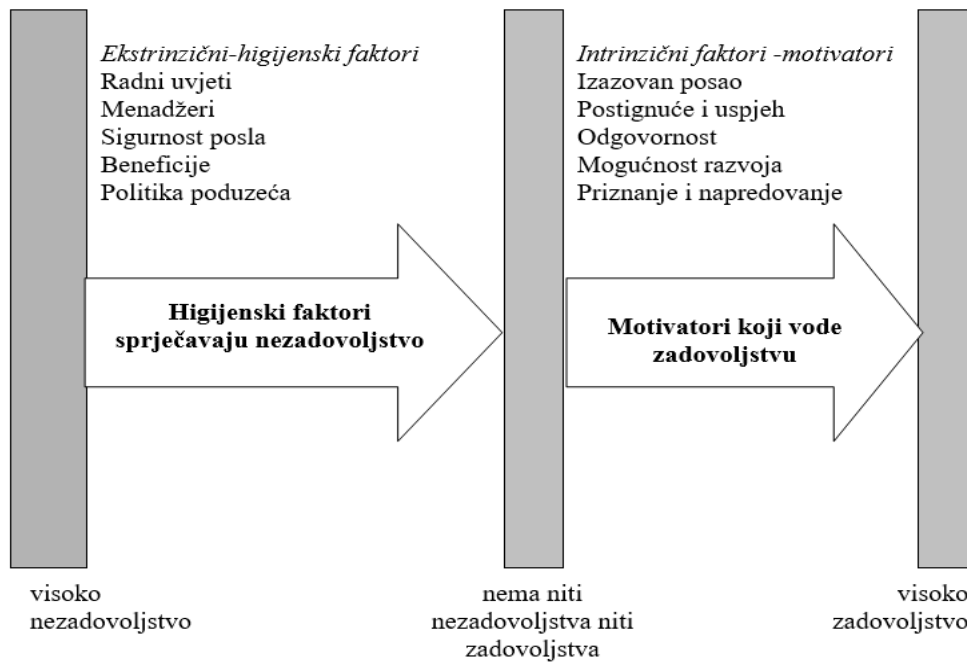 Ekstrinzični-higijenski faktori
Radni uvjeti
Menadžeri
Sigurnost posla
Beneficije
Politika poduzeća
Intrinzični faktori -motivatori
Izazovan posao
Postignuće i uspjeh
Odgovornost
Mogućnost razvoja
Priznanje i napredovanje
Higijenski faktori
sprječavaju nezadovoljstvo
Motivatori koji vode
zadovoljstvu
visoko
nezadovoljstvo
nema niti
nezadovoljstva niti
zadovoljstva
visoko
zadovoljstvo